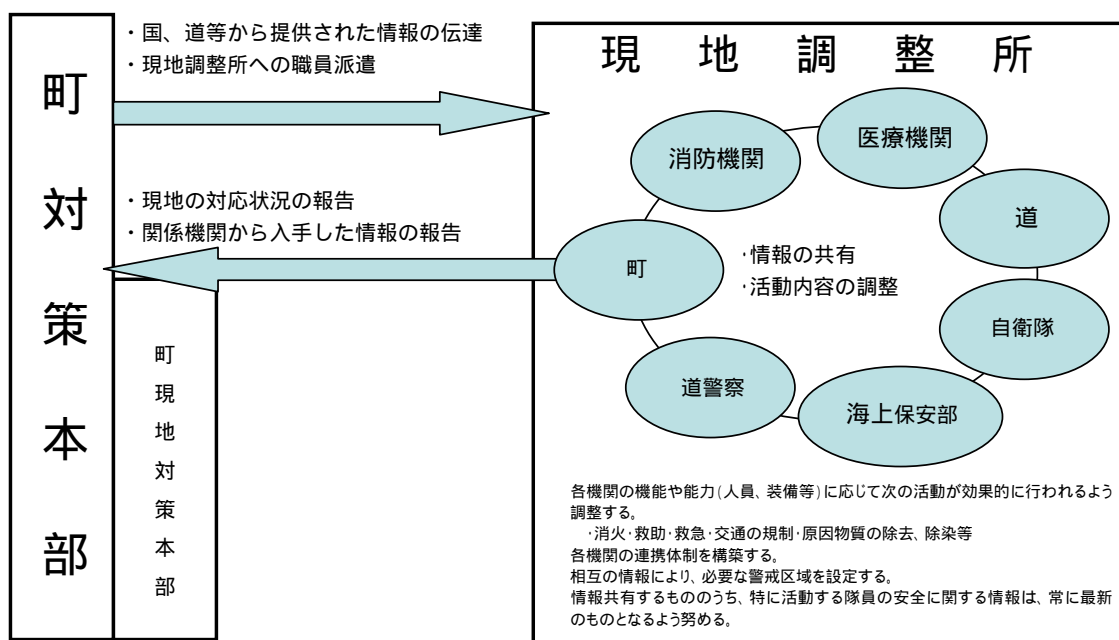 町対策本部
・国、道等から提供された情報の伝達
・現地調整所への職員派遣
・現地の対応状況の報告
・関係機関から入手した情報の報告
町現地対策本部
現地調整所
医療機関
消防機関
道
町
・情報の共有
・活動内容の調整
自衛隊
道警察
海上保安部
各機関の機能や能力(人員、装備等)に応じて次の活動が効果的に行われるよう
調整する。
・消火・救助・救急・交通の規制・原因物質の除去、除染等
各機関の連携体制を構築する。
相互の情報により、必要な警戒区域を設定する。
情報共有するもののうち、特に活動する隊員の安全に関する情報は、常に最新
のものとなるよう努める。